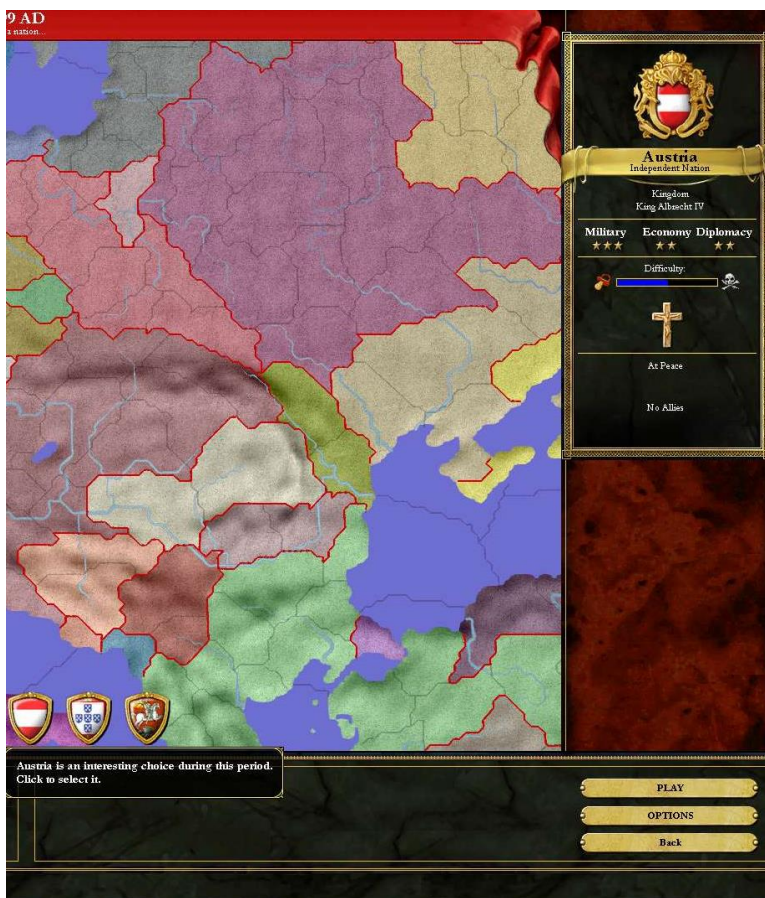 9 AD
a nation...
Austria
Independent Nation
Kingdom
King Albrecht IV
Military Economy Diplomacy
Difficulty:
At Peace
No Allies
Austria is an interesting choice during this period.
Click to select it.
PLAY
OPTIONS
Back